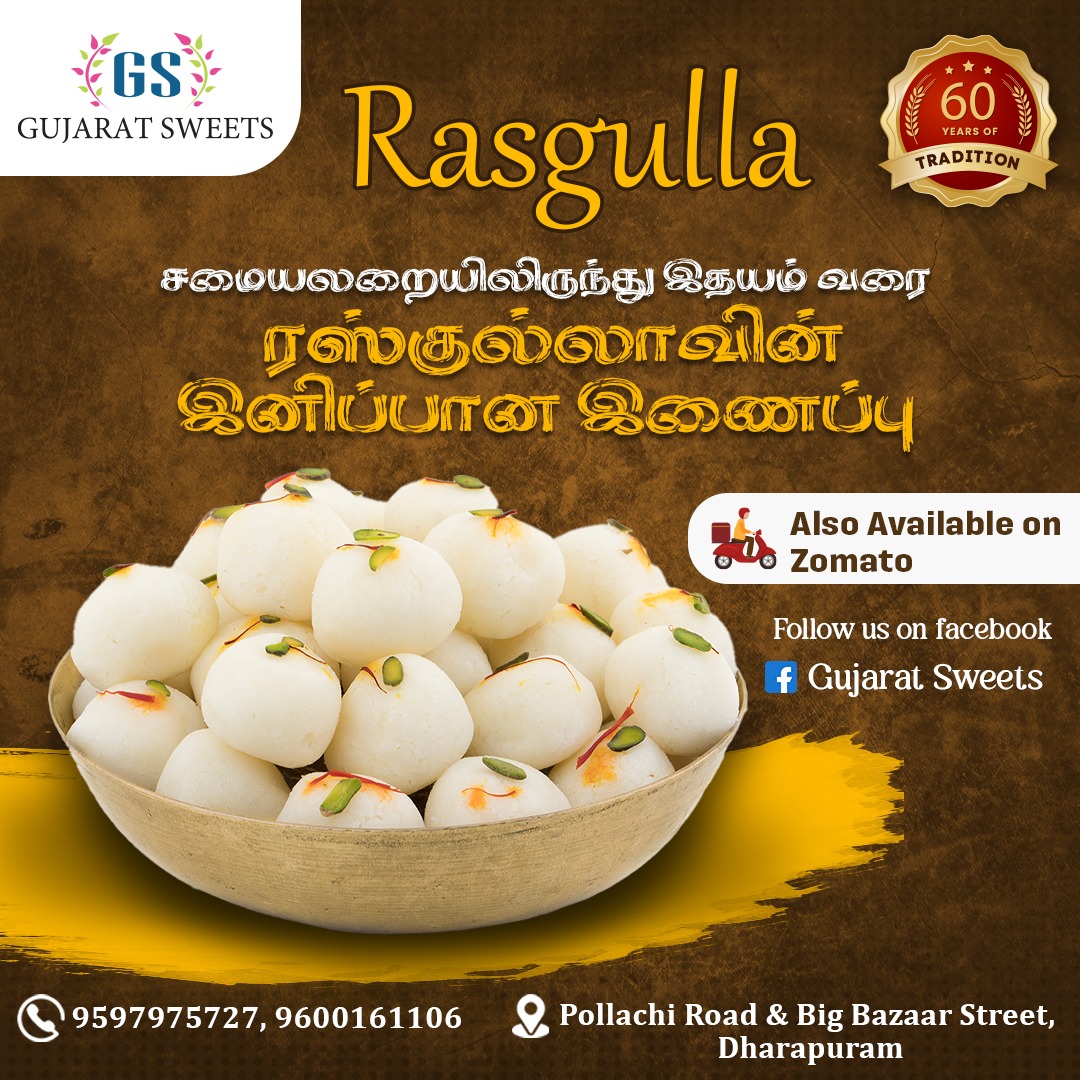 GS
GUJARAT SWEETS
Rasgulla
60
YEARS OF
TRADITION
சமையலறையிலிருந்து இதயம் வரை
ரஸ்குல்லாவின்
இனிப்பான இணைப்பு
Also Available on
Zomato
Follow us on facebook
Gujarat Sweets
9597975727, 9600161106
Pollachi Road & Big Bazaar Street,
Dharapuram